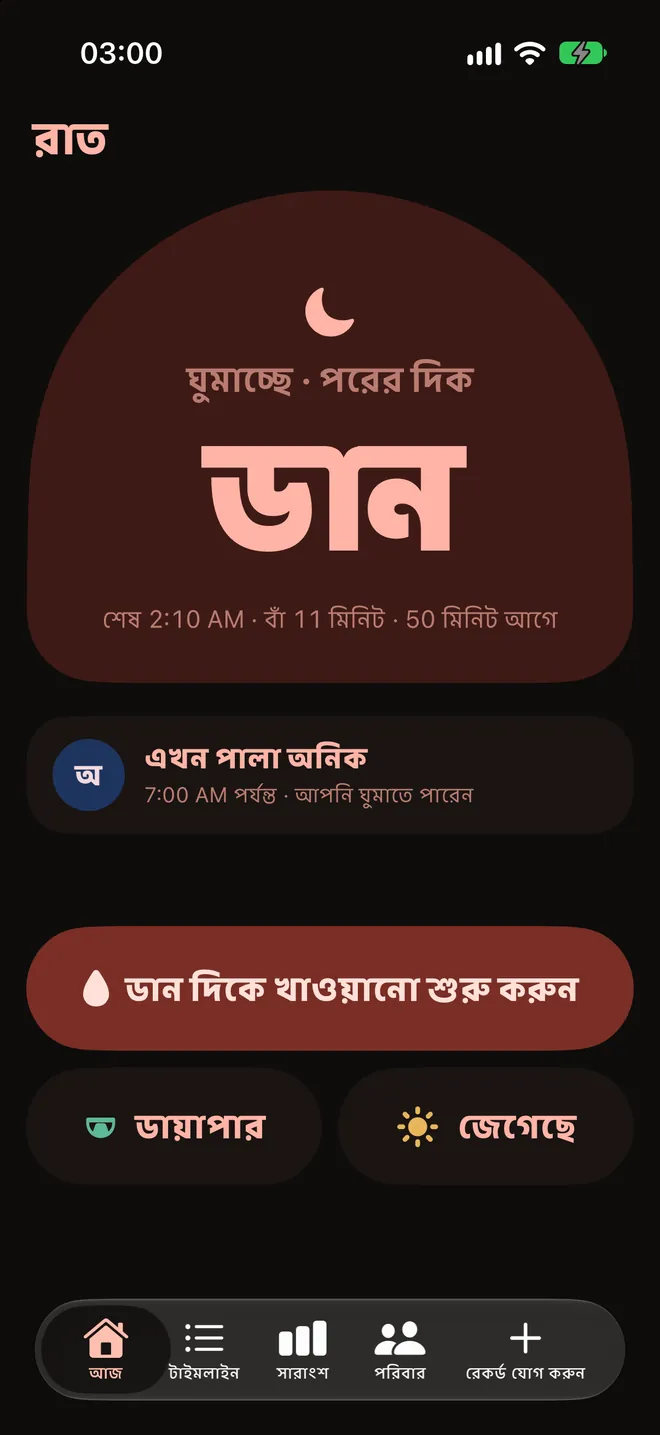 03:00
রাত
ঘুমাচ্ছে · পরের দিক
ডান
শেষ 2:10 AM · বাঁ 11 মিনিট · 50 মিনিট আগে
অ
এখন পালা অনিক
7:00 AM পর্যন্ত · আপনি ঘুমাতে পারেন
ডান দিকে খাওয়ানো শুরু করুন
ডায়াপার
জেগেছে
আজ
টাইমলাইন
সারাংশ
পরিবার
রেকর্ড যোগ করুন